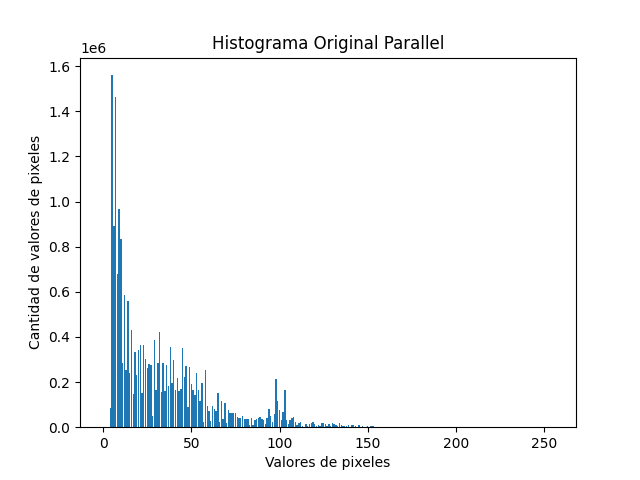 Histograma Original Parallel
1e6
1.6
1.4
1.2
1.0
0.8
0.6
0.4
0.2
0.0
Cantidad de valores de pixeles
0 50 100 150 200 250
Valores de pixeles